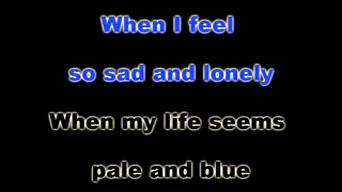 When I feel
so sad and lonely
When my life seems
pale and blue